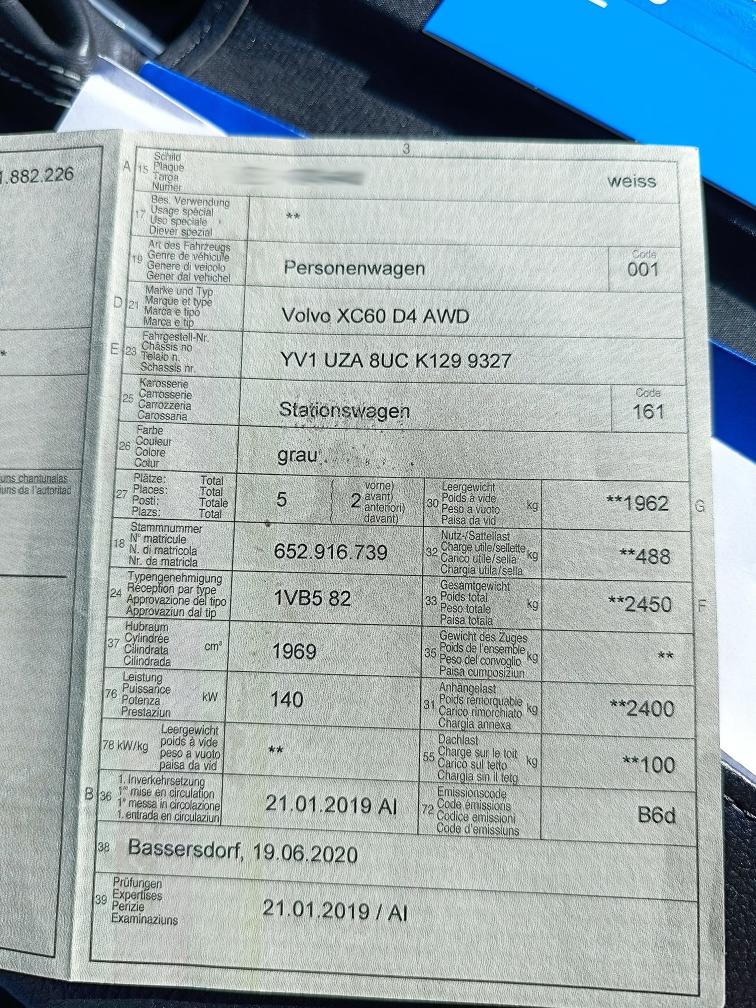 3
1.882.226
A 15 Schild
Plaque
Targa
Numer
weiss
17 Bes. Verwendung
Usage spécial
Uso speciale
Diever spezial
**
19 Art des Fahrzeugs
Genre de véhicule
Genere di veicolo
Gener dal vehichel
Personenwagen
Code
001
D 21 Marke und Typ
Marque et type
Marca e tipo
Marca e tip
Volvo XC60 D4 AWD
E 23 Fahrgestell-Nr.
Châssis no
Telaio n.
Schassis nr.
YV1 UZA 8UC K129 9327
25 Karosserie
Carrosserie
Carrozzeria
Carossaria
Stationswagen
Code
161
26 Farbe
Couleur
Colore
Colur
grau
27 Plätze: Total
Places: Total
Posti: Totale
Plazs: Total
5
2 vorne)
avant)
anteriori)
davant)
30 Leergewicht
Poids à vide
Peso a vuoto
Paisa da vid
kg
**1962
G
18 Stammnummer
N° matricule
N. di matricola
Nr. da matricla
652.916.739
32 Nutz-/Sattellast
Charge utile/sellette
Carico utile/sella
Chargia utila/sella
kg
**488
24 Typengenehmigung
Réception par type
Approvazione del tipo
Approvaziun dal tip
1VB5 82
33 Gesamtgewicht
Poids total
Peso totale
Paisa totala
kg
**2450
F
37 Hubraum
Cylindrée
Cilindrata
Cilindrada
cm³
1969
35 Gewicht des Zuges
Poids de l'ensemble
Peso del convoglio
Paisa cumposiziun
kg
**
76 Leistung
Puissance
Potenza
Prestaziun
kW
140
31 Anhängelast
Poids remorquable
Carico rimorchiato
Chargia annexa
kg
**2400
78 kW/kg Leergewicht
poids à vide
peso a vuoto
paisa da vid
**
55 Dachlast
Charge sur le toit
Carico sul tetto
Chargia sin il tetg
kg
**100
B 36 1. Inverkehrsetzung
1re mise en circulation
1a messa in circolazione
1. entrada en circulaziun
21.01.2019 AI
72 Emissionscode
Code émissions
Codice emissioni
Code d'emissiuns
B6d
38 Bassersdorf, 19.06.2020
39 Prüfungen
Expertises
Perizie
Examinaziuns
21.01.2019 / AI
*
uns chantunalas
iuns da l'autoritad